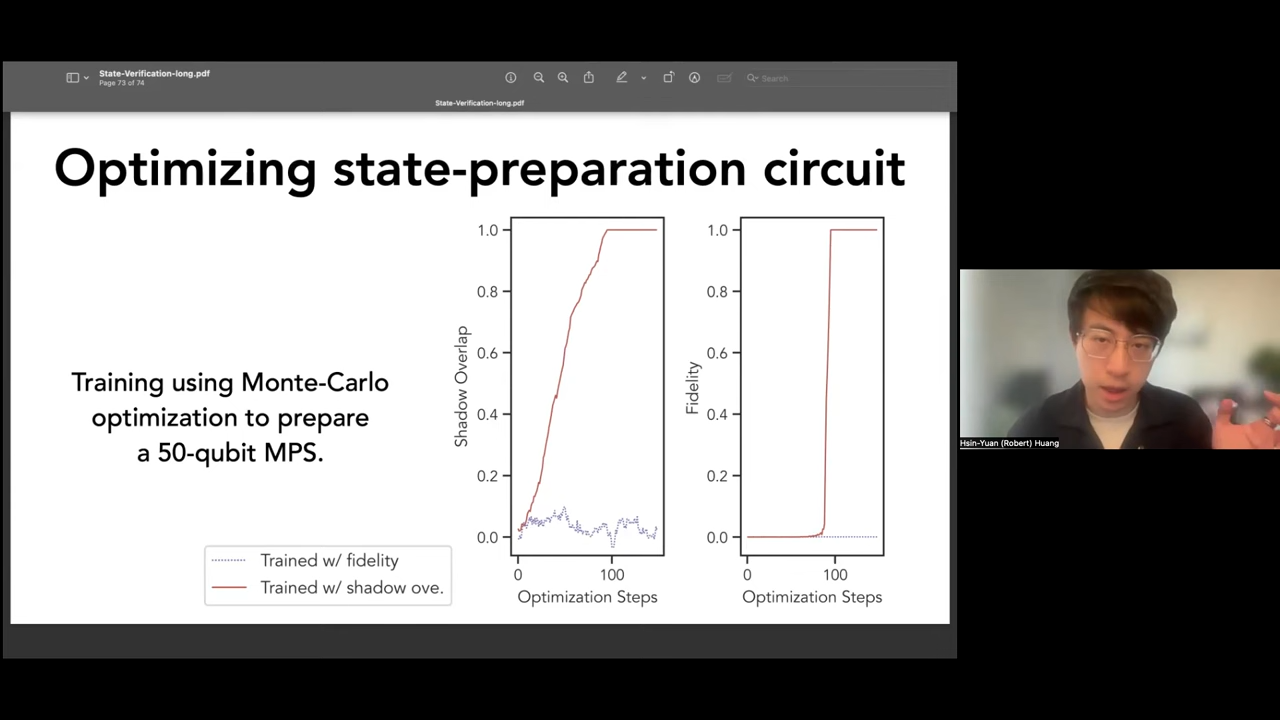 State-Verification-long.pdf
Page 73 of 74
Search
State-Verification-long.pdf
Optimizing state-preparation circuit
Training using Monte-Carlo
optimization to prepare
a 50-qubit MPS.
Trained w/ fidelity
Trained w/ shadow ove.
Shadow Overlap
1.0
0.8
0.6
0.4
0.2
0.0
0 100
Optimization Steps
Fidelity
1.0
0.8
0.6
0.4
0.2
0.0
0 100
Optimization Steps
Hsin-Yuan (Robert) Huang